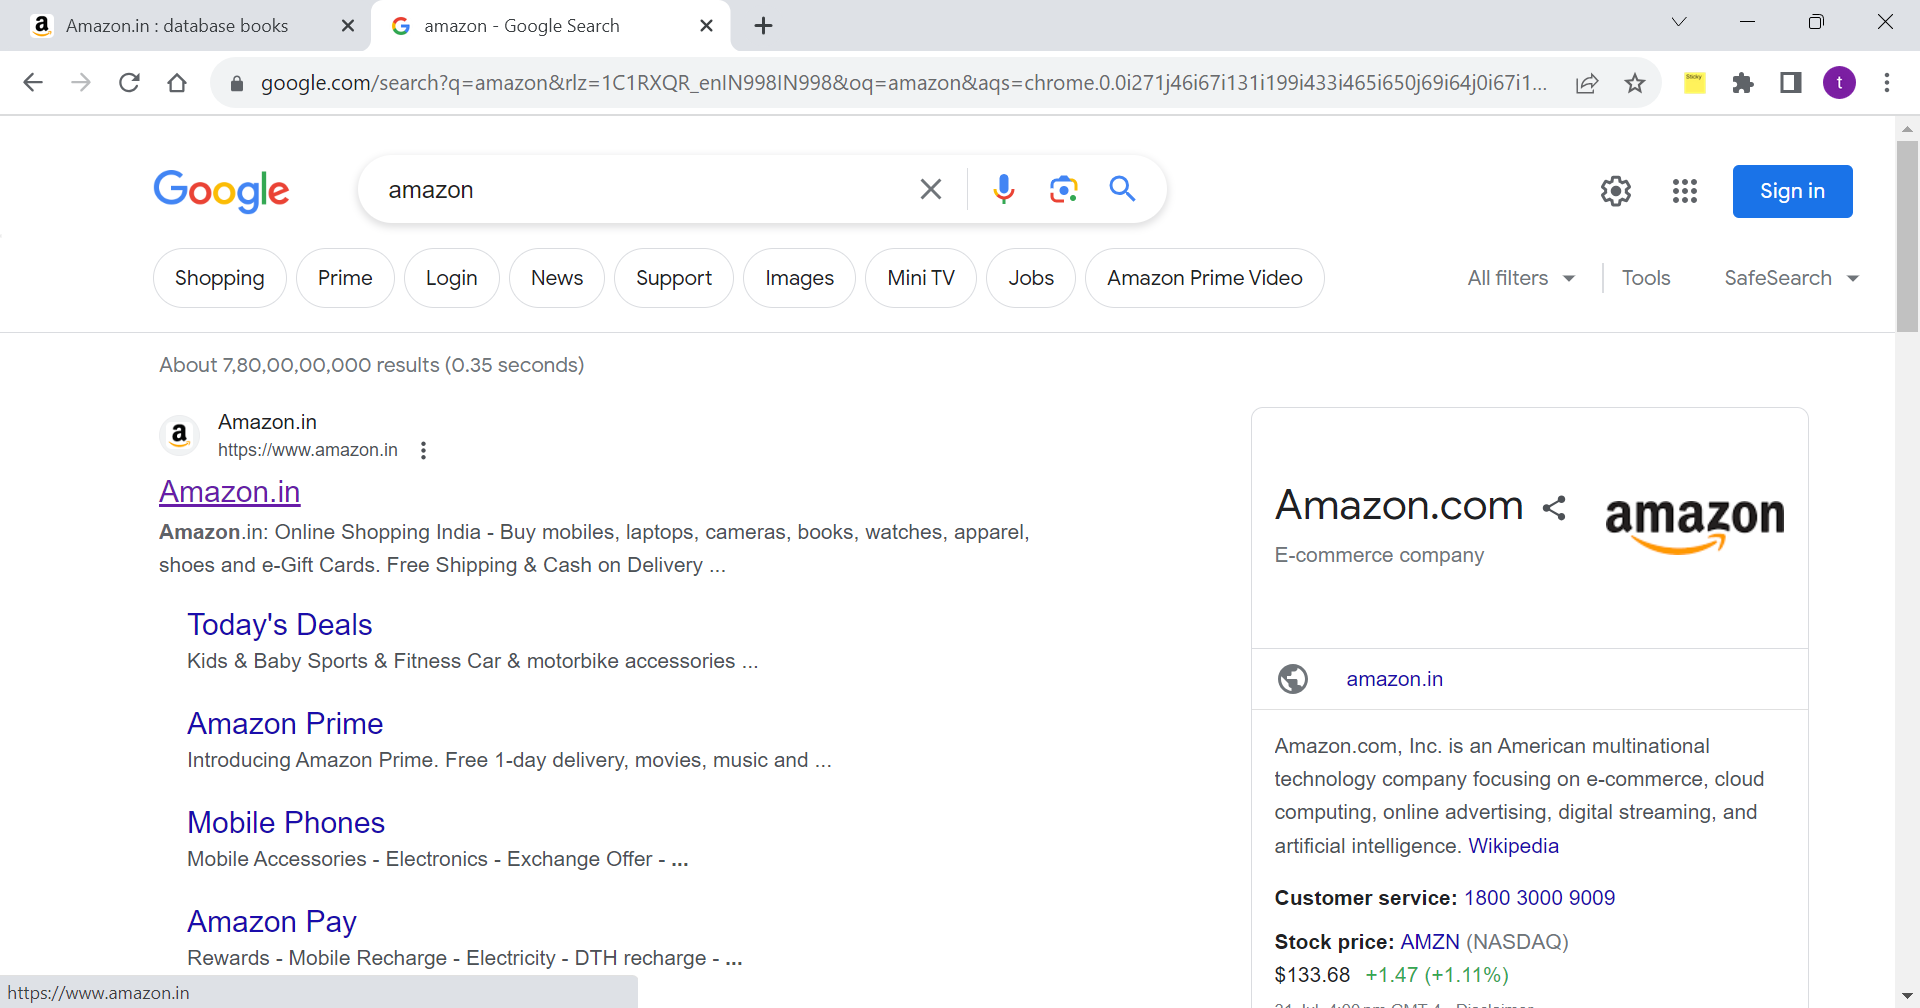 Amazon.in : database books
amazon - Google Search
google.com/search?q=amazon&rlz=1C1RXQR_enIN998IN998&oq=amazon&aqs=chrome.0.0i271j46i67i131i199i433i465i650j69i64j0i67i1...
Sticky
t
Google
amazon
Sign in
Shopping
Prime
Login
News
Support
Images
Mini TV
Jobs
Amazon Prime Video
All filters
Tools
SafeSearch
About 7,80,00,00,000 results (0.35 seconds)
a
Amazon.in
https://www.amazon.in
Amazon.in
Amazon.in: Online Shopping India - Buy mobiles, laptops, cameras, books, watches, apparel,
shoes and e-Gift Cards. Free Shipping & Cash on Delivery ...
Today's Deals
Kids & Baby Sports & Fitness Car & motorbike accessories ...
Amazon Prime
Introducing Amazon Prime. Free 1-day delivery, movies, music and ...
Mobile Phones
Mobile Accessories - Electronics - Exchange Offer - ...
Amazon Pay
Rewards - Mobile Recharge - Electricity - DTH recharge - ...
https://www.amazon.in
Amazon.com
amazon
E-commerce company
amazon.in
Amazon.com, Inc. is an American multinational
technology company focusing on e-commerce, cloud
computing, online advertising, digital streaming, and
artificial intelligence. Wikipedia
Customer service: 1800 3000 9009
Stock price: AMZN (NASDAQ)
$133.68 +1.47 (+1.11%)